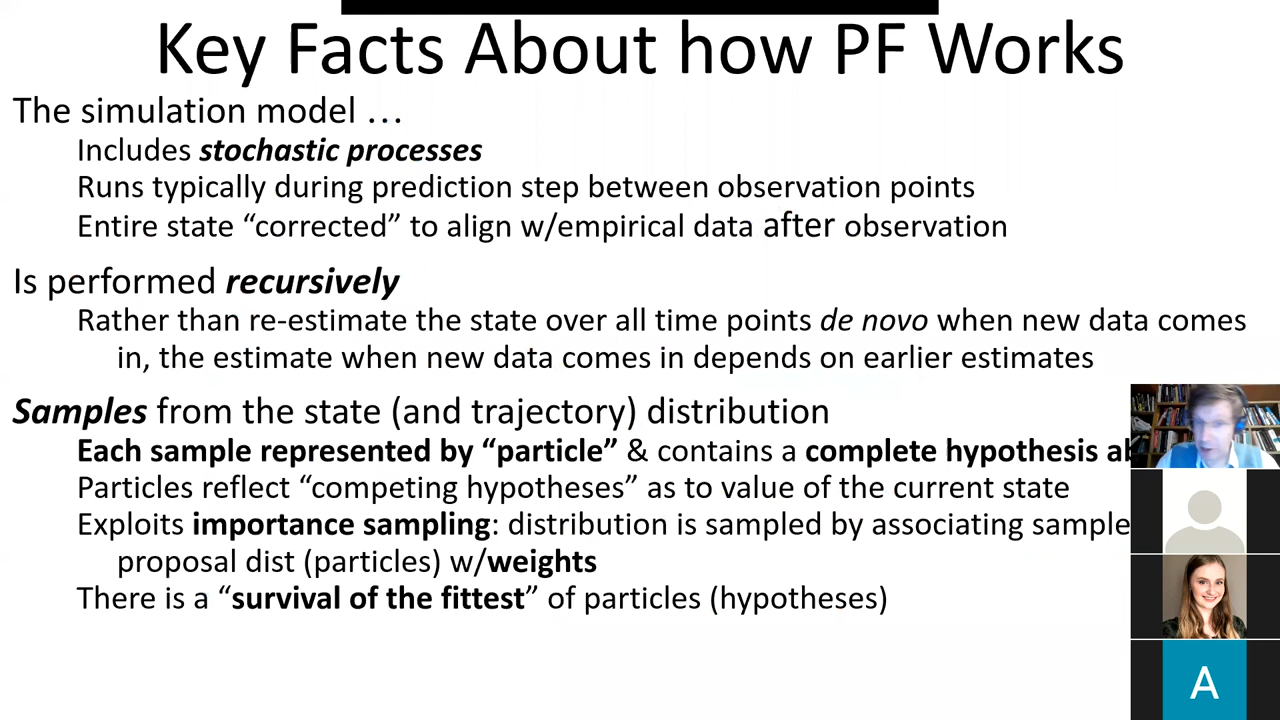 Key Facts About how PF Works
The simulation model …
Includes stochastic processes
Runs typically during prediction step between observation points
Entire state “corrected” to align w/empirical data after observation
Is performed recursively
Rather than re-estimate the state over all time points de novo when new data comes
in, the estimate when new data comes in depends on earlier estimates
Samples from the state (and trajectory) distribution
Each sample represented by “particle” & contains a complete hypothesis
Particles reflect “competing hypotheses” as to value of the current state
Exploits importance sampling: distribution is sampled by associating sample
proposal dist (particles) w/weights
There is a “survival of the fittest” of particles (hypotheses)
A